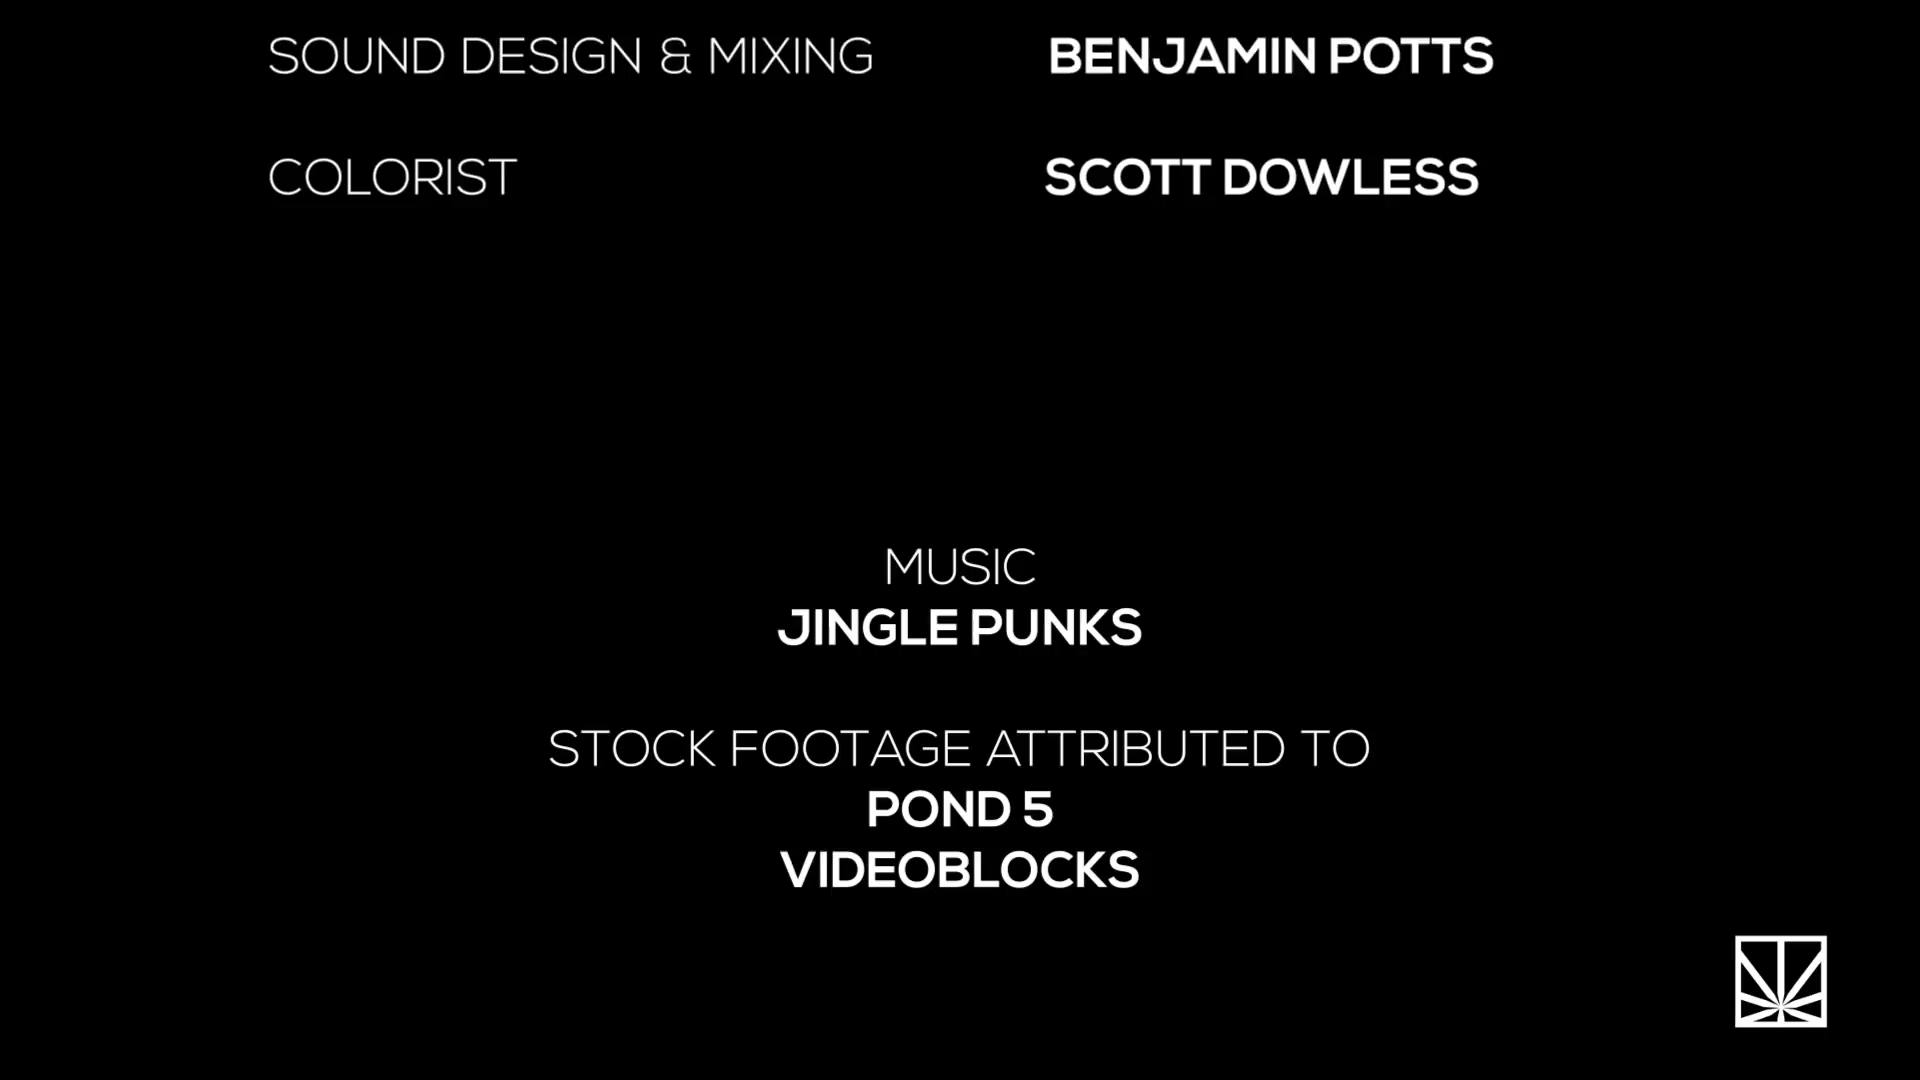 SOUND DESIGN & MIXING BENJAMIN POTTS
COLORIST SCOTT DOWLESS
MUSIC
JINGLE PUNKS
STOCK FOOTAGE ATTRIBUTED TO
POND 5
VIDEOBLOCKS